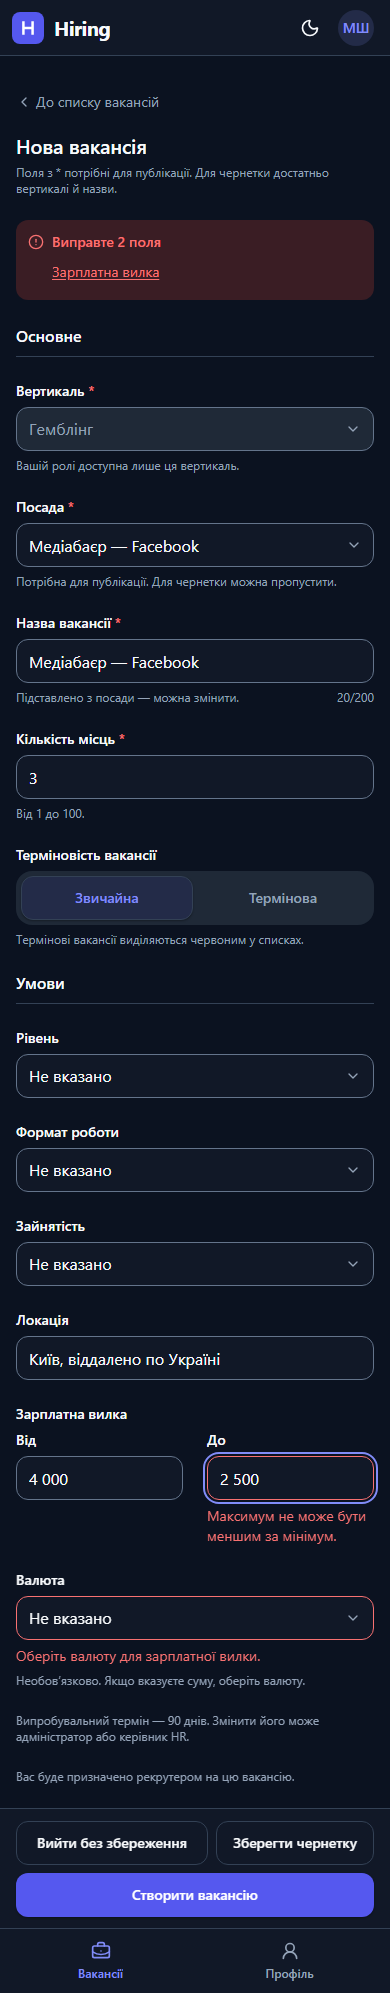 H Hiring МШ
До списку вакансій
Нова вакансія
Поля з * потрібні для публікації. Для чернетки достатньо
вертикалі й назви.
Виправте 2 поля
Зарплатна вилка
Основне
Вертикаль *
Гемблінг
Вашій ролі доступна лише ця вертикаль.
Посада *
Медіабаєр — Facebook
Потрібна для публікації. Для чернетки можна пропустити.
Назва вакансії *
Медіабаєр — Facebook
Підставлено з посади — можна змінити. 20/200
Кількість місць *
3
Від 1 до 100.
Терміновість вакансії
Звичайна Термінова
Термінові вакансії виділяються червоним у списках.
Умови
Рівень
Не вказано
Формат роботи
Не вказано
Зайнятість
Не вказано
Локація
Київ, віддалено по Україні
Зарплатна вилка
Від До
4 000 2 500
Максимум не може бути
меншим за мінімум.
Валюта
Не вказано
Оберіть валюту для зарплатної вилки.
Необов'язково. Якщо вказуєте суму, оберіть валюту.
Випробувальний термін — 90 днів. Змінити його може
адміністратор або керівник HR.
Вас буде призначено рекрутером на цю вакансію.
Вийти без збереження Зберегти чернетку
Створити вакансію
Вакансії Профіль